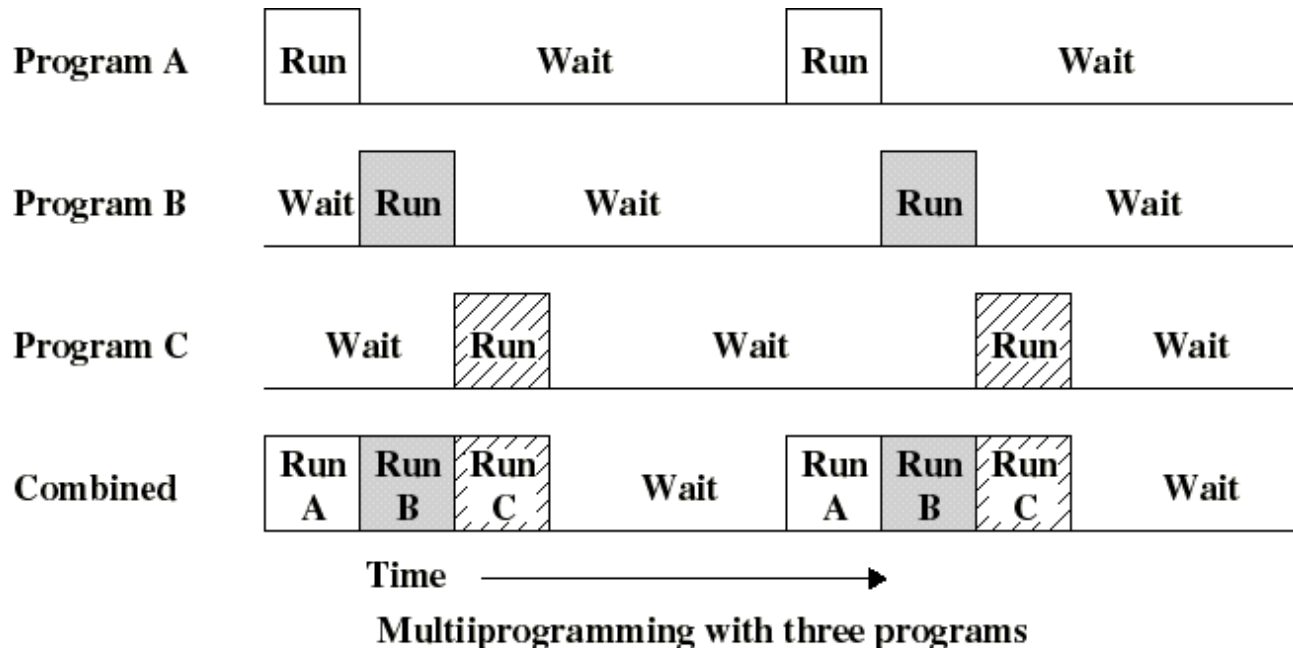 Program A Run Wait Run Wait
Program B Wait Run Wait Run Wait
Program C Wait Run Wait Run Wait
Combined Run A Run B Run C Wait Run A Run B Run C Wait
Time
Multiiprogramming with three programs